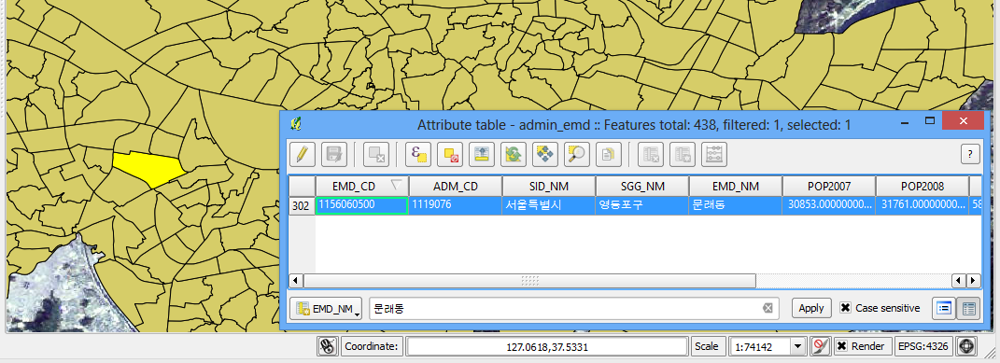 Attribute table - admin_emd :: Features total: 438, filtered: 1, selected: 1
?
EMD_CD ADM_CD SID_NM SGG_NM EMD_NM POP2007 POP2008
302 1156060500 1119076 서울특별시 영등포구 문래동 30853.00000000... 31761.00000000... 58
EMD_NM 문래동 Apply Case sensitive
Coordinate: 127.0618,37.5331 Scale 1:74142 Render EPSG:4326